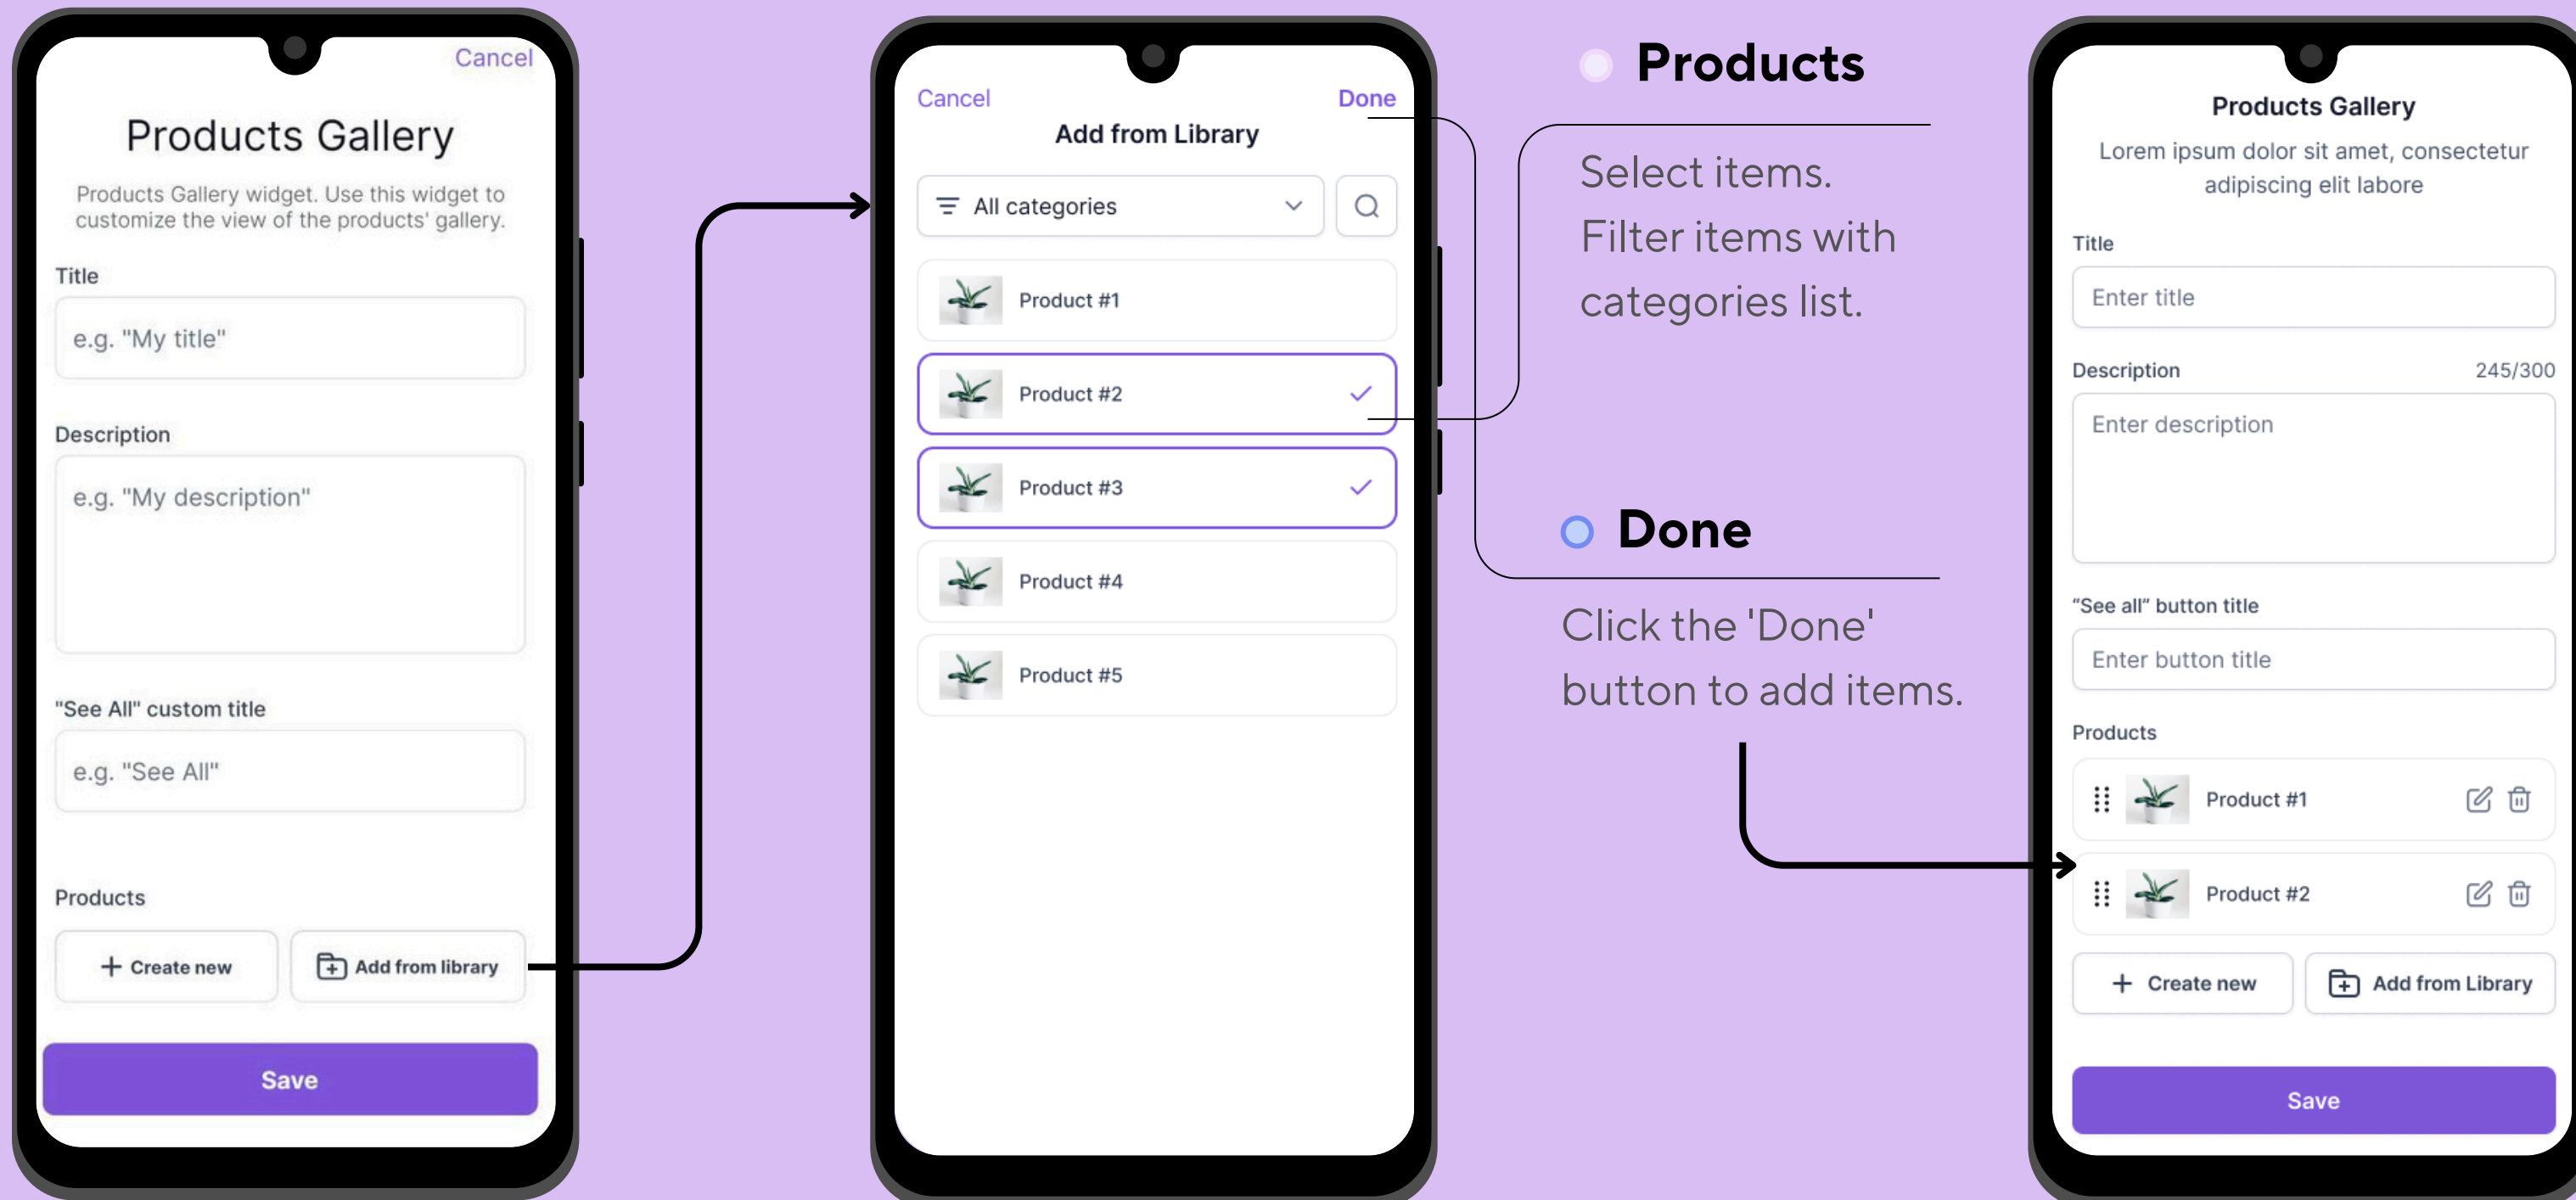 Cancel
Products Gallery
Products Gallery widget. Use this widget to
customize the view of the products' gallery.
Title
e.g. "My title"
Description
e.g. "My description"
"See All" custom title
e.g. "See All"
Products
Create new
Add from library
Save
Cancel
Done
Add from Library
All categories
Product #1
Product #2
Product #3
Product #4
Product #5
Products
Select items.
Filter items with
categories list.
Done
Click the 'Done'
button to add items.
Products Gallery
Lorem ipsum dolor sit amet, consectetur
adipiscing elit labore
Title
Enter title
Description 245/300
Enter description
“See all” button title
Enter button title
Products
Product #1
Product #2
Create new
Add from Library
Save